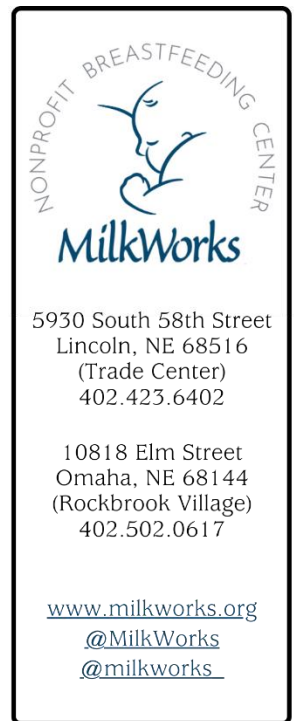 NONPROFIT BREASTFEEDING CENTER
MilkWorks
5930 South 58th Street
Lincoln, NE 68516
(Trade Center)
402.423.6402
10818 Elm Street
Omaha, NE 68144
(Rockbrook Village)
402.502.0617
www.milkworks.org
@MilkWorks
@milkworks_